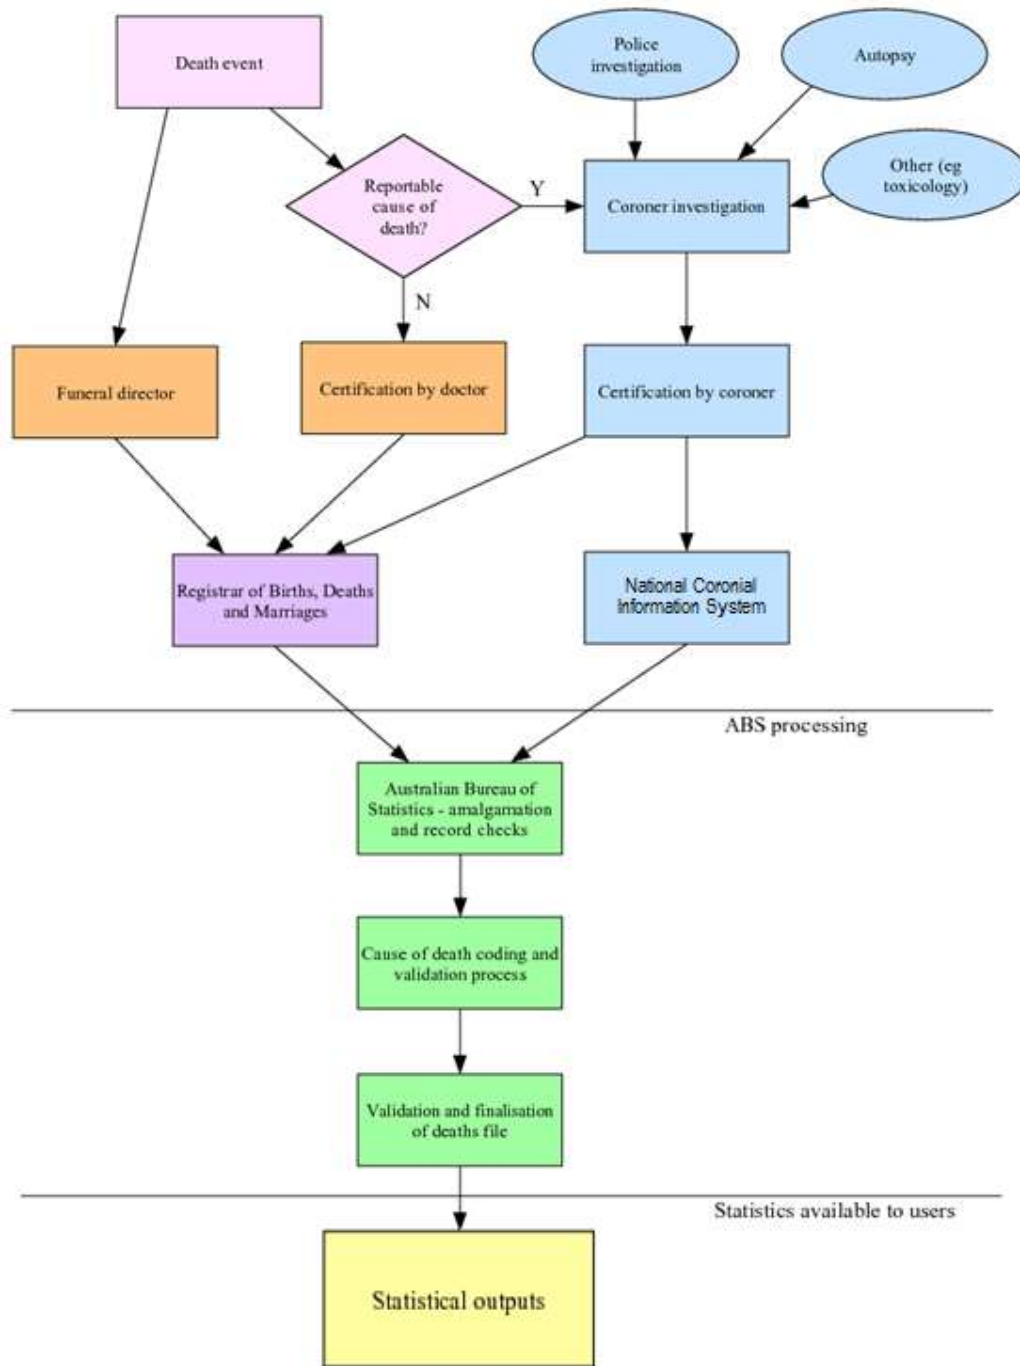 Death event
Police
investigation
Autopsy
Other (eg
toxicology)
Reportable
cause of
death?
Y
Coroner investigation
N
Funeral director
Certification by doctor
Certification by coroner
Registrar of Births, Deaths
and Marriages
National Coronial
Information System
ABS processing
Australian Bureau of
Statistics - amalgamation
and record checks
Cause of death coding and
validation process
Validation and finalisation
of deaths file
Statistics available to users
Statistical outputs